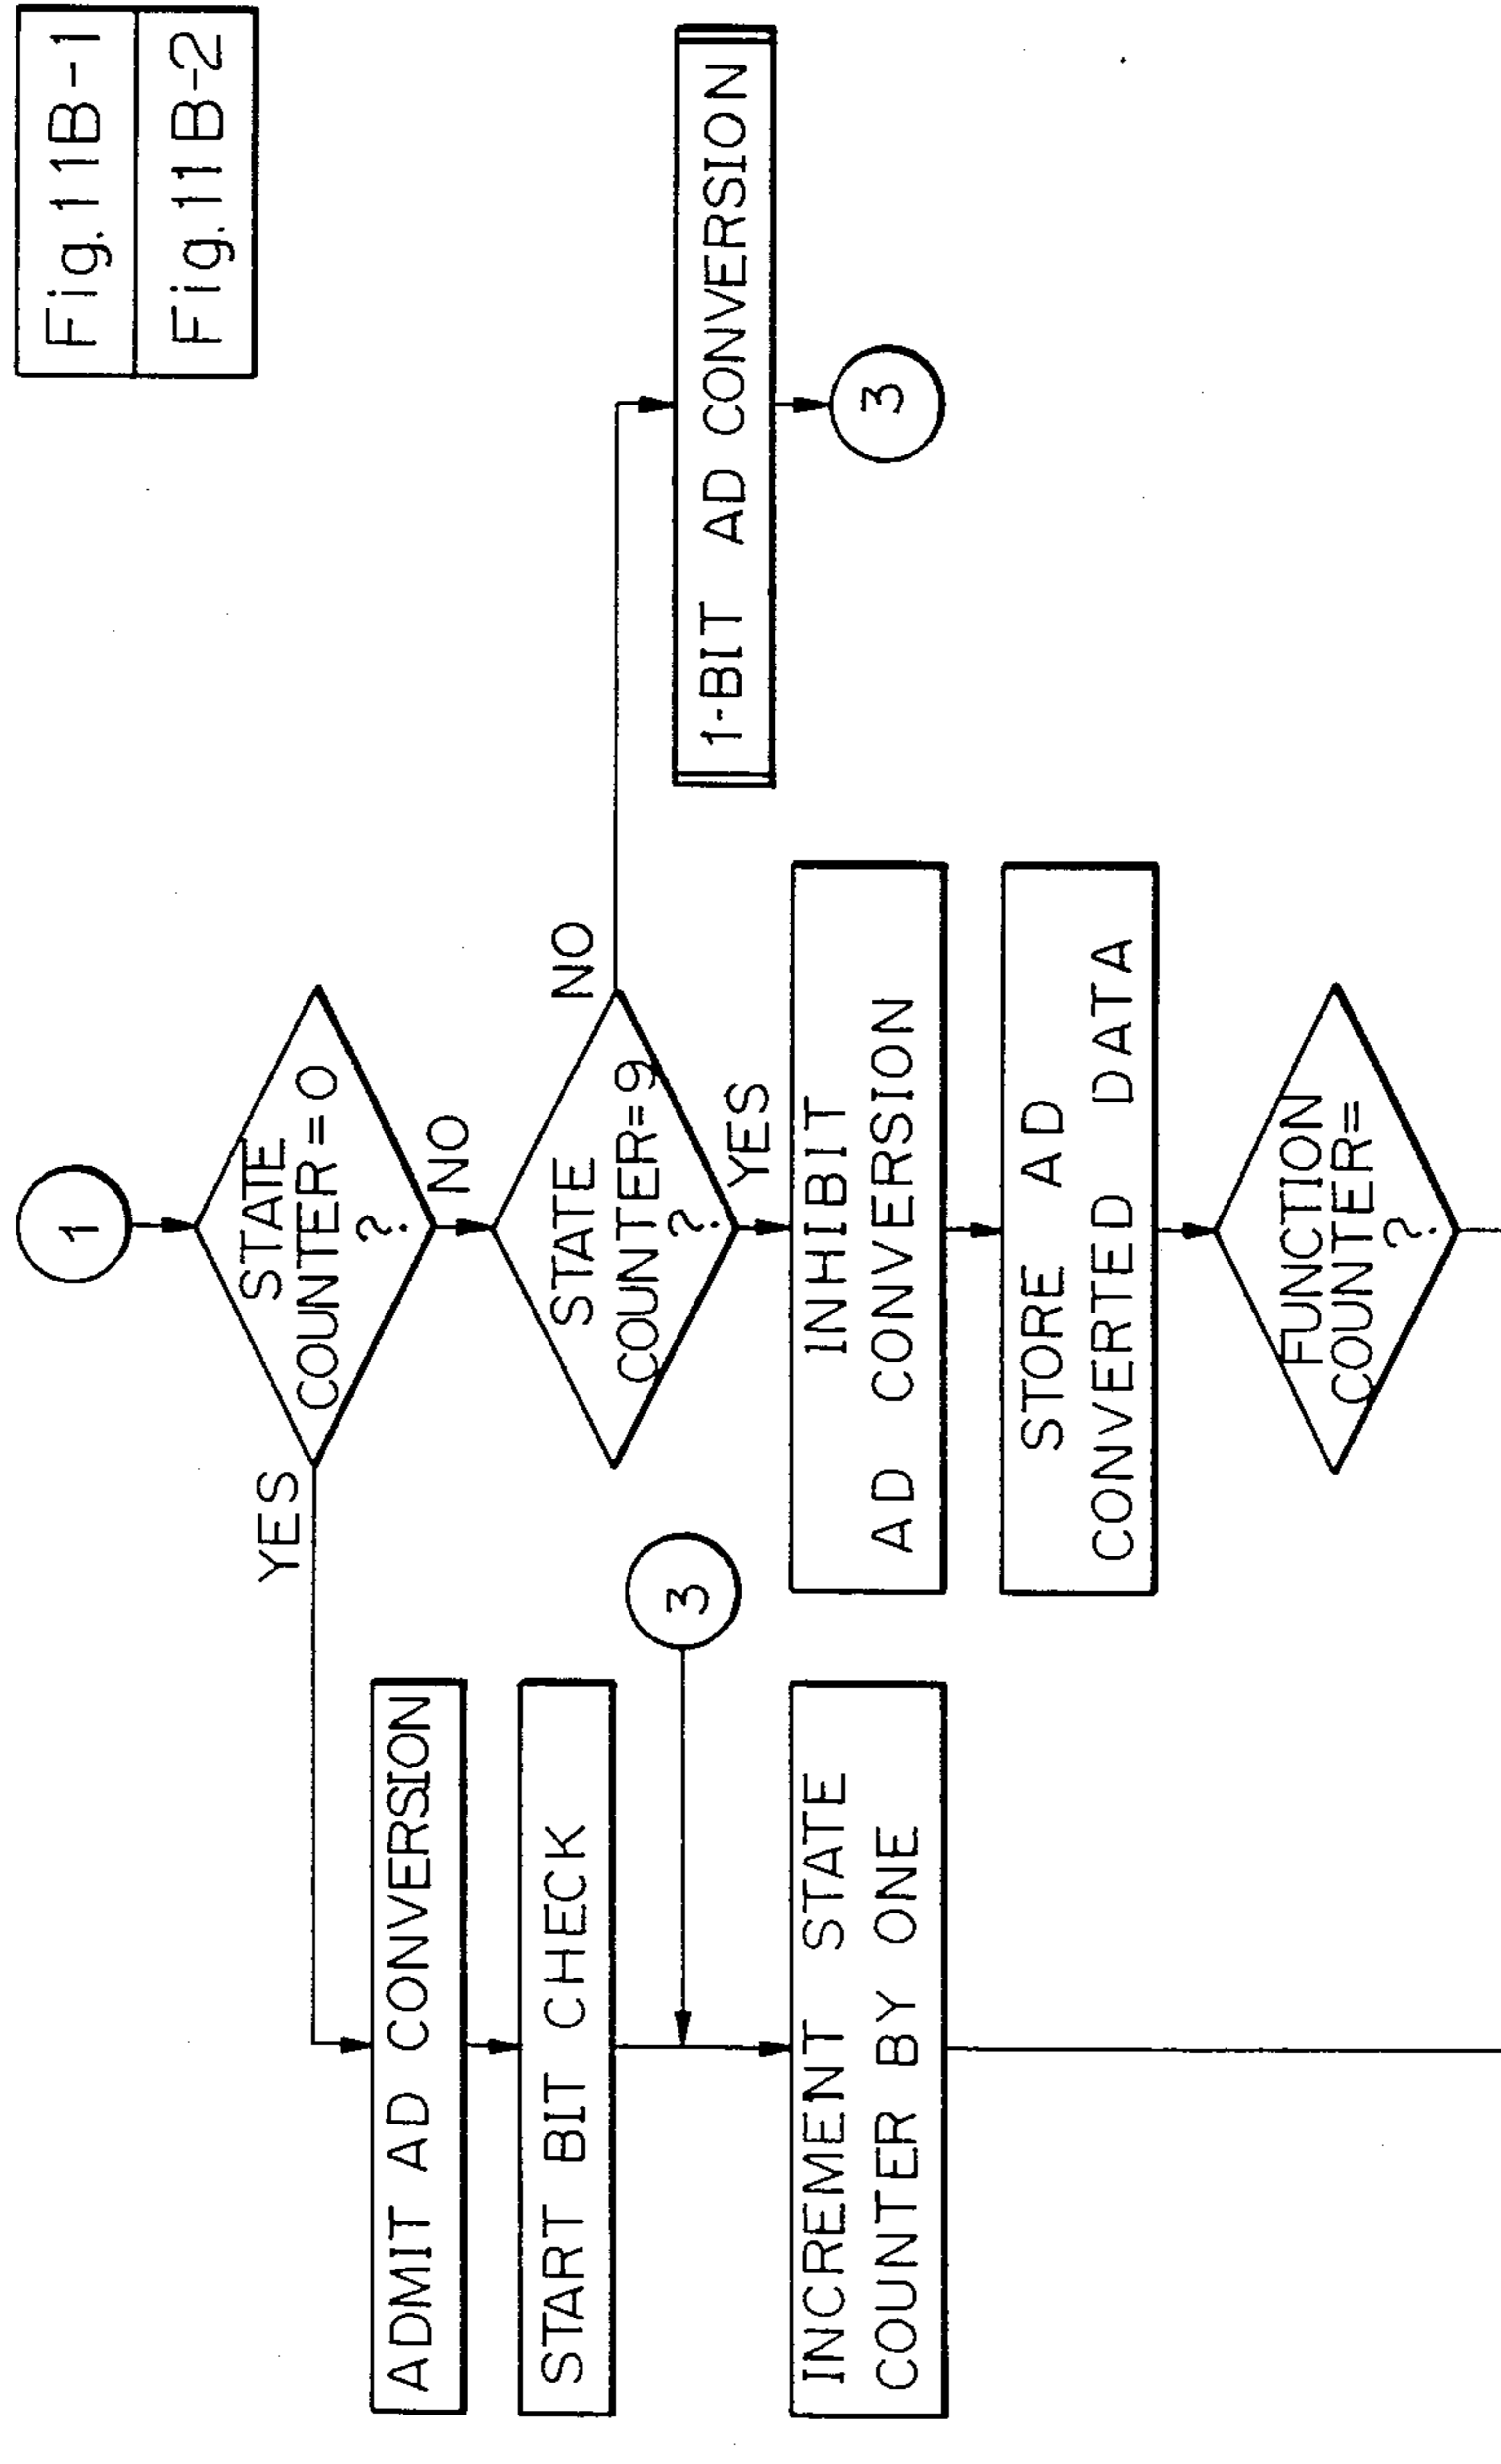 Fig.11B-1
Fig.11B-2
1
STATE
COUNTER=0
?
YES
NO
ADMIT AD CONVERSION
START BIT CHECK
3
INCREMENT STATE
COUNTER BY ONE
STATE
COUNTER=9
?
NO
YES
1-BIT AD CONVERSION
3
INHIBIT
AD CONVERSION
STORE AD
CONVERTED DATA
FUNCTION
COUNTER=
?